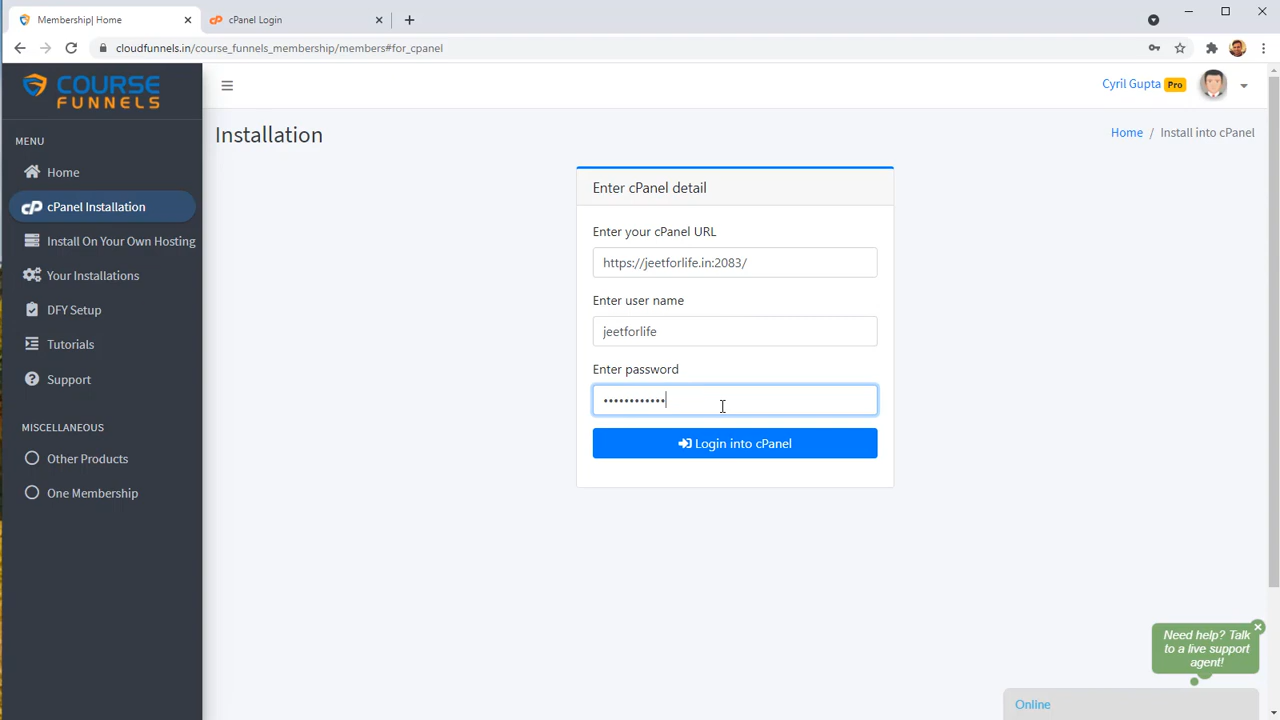 Membership| Home
cPanel Login
cloudfunnels.in/course_funnels_membership/members#for_cpanel
COURSE
FUNNELS
Cyril Gupta Pro
MENU
Installation
Home / Install into cPanel
Home
cPanel Installation
Install On Your Own Hosting
Your Installations
DFY Setup
Tutorials
Support
MISCELLANEOUS
Other Products
One Membership
Enter cPanel detail
Enter your cPanel URL
https://jeetforlife.in:2083/
Enter user name
jeetforlife
Enter password
••••••••••••
Login into cPanel
Need help? Talk
to a live support
agent!
Online